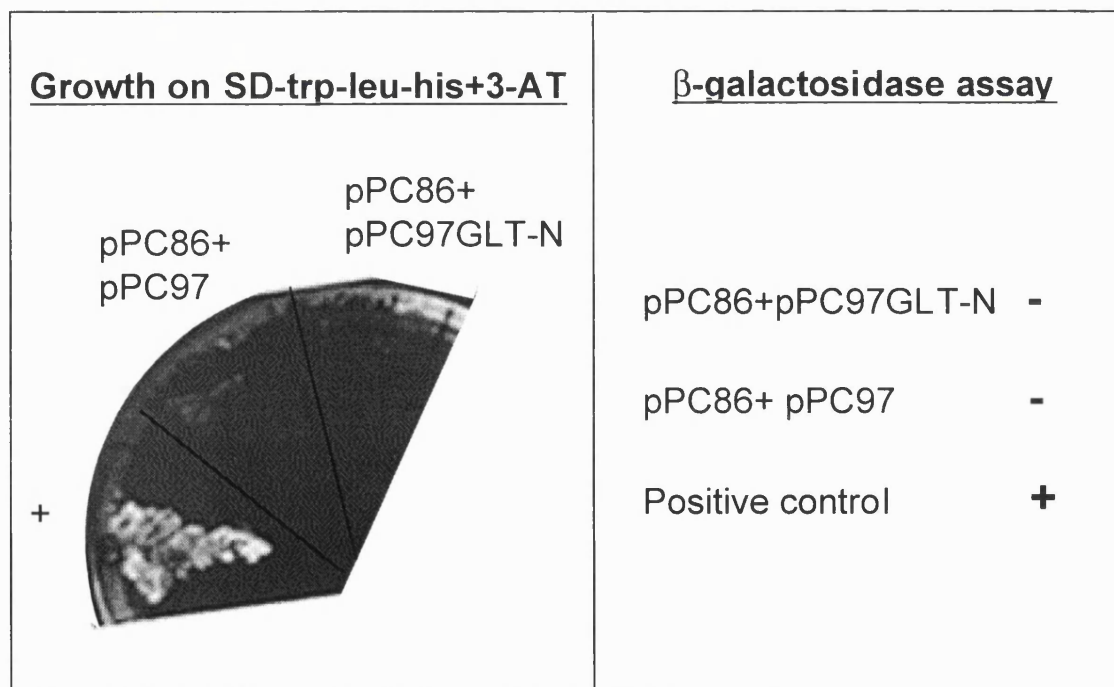 Growth on SD-trp-leu-his+3-AT
pPC86+
pPC97
pPC86+
pPC97GLT-N
+
β-galactosidase assay
pPC86+pPC97GLT-N -
pPC86+ pPC97 -
Positive control +